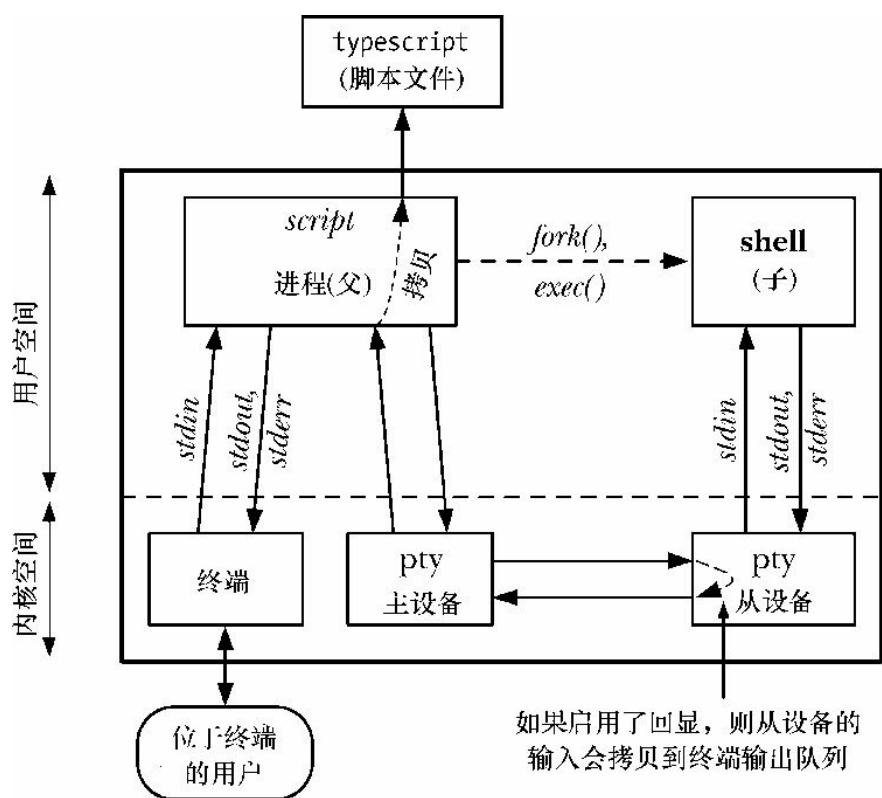 typescript
(脚本文件)
script
进程(父)
拷贝
fork(),
exec()
shell
(子)
用户空间
stdin
stdout,
stderr
stdin
stdout,
stderr
内核空间
终端
pty
主设备
pty
从设备
位于终端
的用户
如果启用了回显，则从设备的
输入会拷贝到终端输出队列